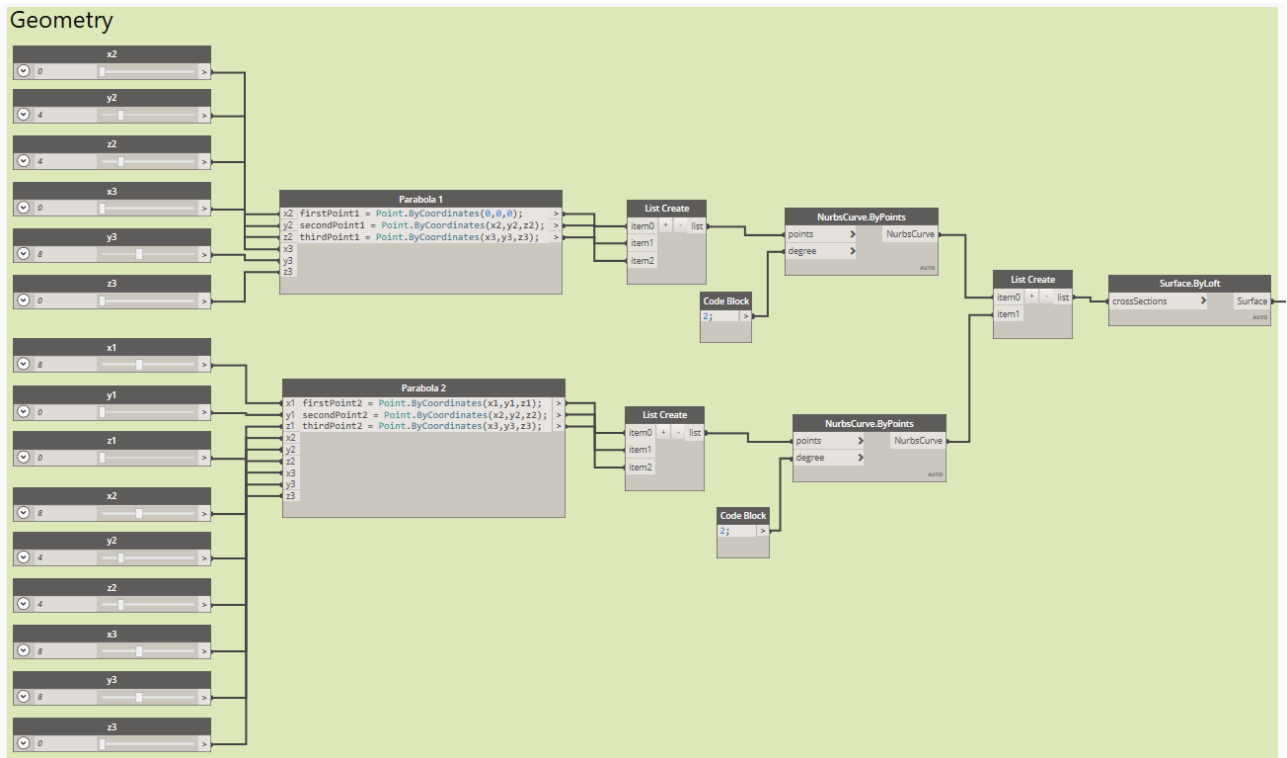 Geometry
x2
0 >
y2
4 >
z2
4 >
x3
0 >
y3
8 >
z3
0 >
x1
8 >
y1
0 >
z1
0 >
x2
8 >
y2
4 >
z2
4 >
x3
8 >
y3
8 >
z3
0 >
Parabola 1
x2 firstPoint1 = Point.ByCoordinates(0,0,0); >
y2 secondPoint1 = Point.ByCoordinates(x2,y2,z2); >
z2 thirdPoint1 = Point.ByCoordinates(x3,y3,z3); >
x3
y3
z3
List Create
item0 + - list
item1
item2
Code Block
2; >
NurbsCurve.ByPoints
points > NurbsCurve
degree >
AUTO
Parabola 2
x1 firstPoint2 = Point.ByCoordinates(x1,y1,z1); >
y1 secondPoint2 = Point.ByCoordinates(x2,y2,z2); >
z1 thirdPoint2 = Point.ByCoordinates(x3,y3,z3); >
x2
y2
z2
x3
y3
z3
List Create
item0 + - list
item1
item2
Code Block
2; >
NurbsCurve.ByPoints
points > NurbsCurve
degree >
AUTO
List Create
item0 + - list
item1
Surface.ByLoft
crossSections > Surface
AUTO